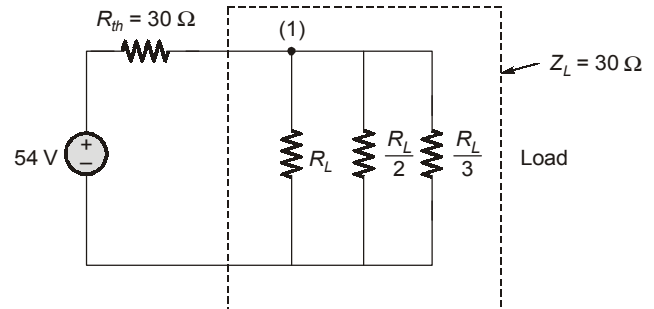 R_th = 30 Ω
(1)
Z_L = 30 Ω
+
−
54 V
R_L
R_L/2
R_L/3
Load